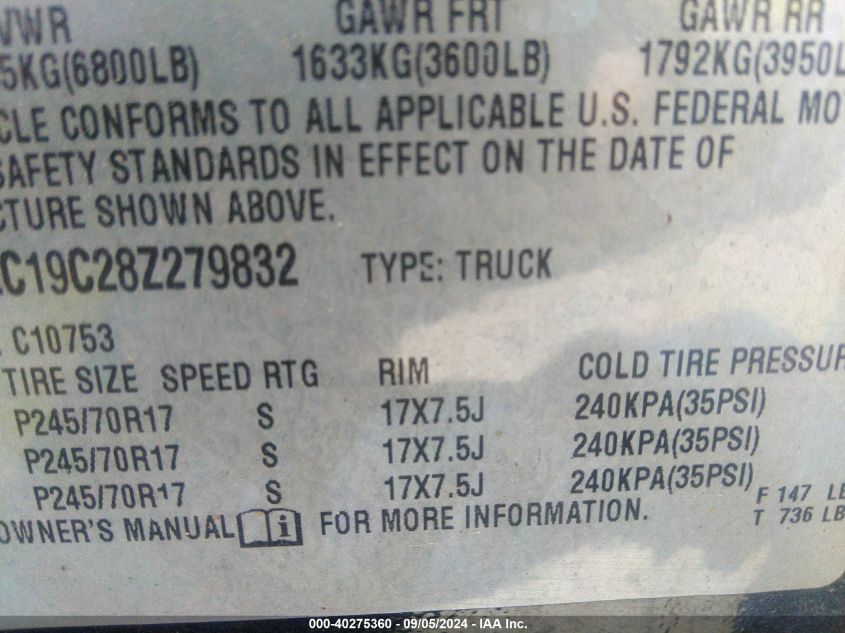 VWR GAWR FRT GAWR RR
5KG(6800LB) 1633KG(3600LB) 1792KG(3950L
CLE CONFORMS TO ALL APPLICABLE U.S. FEDERAL MO
SAFETY STANDARDS IN EFFECT ON THE DATE OF
CTURE SHOWN ABOVE.
C19C28Z279832 TYPE: TRUCK
C10753
TIRE SIZE SPEED RTG RIM COLD TIRE PRESSUR
P245/70R17 S 17X7.5J 240KPA(35PSI)
P245/70R17 S 17X7.5J 240KPA(35PSI)
P245/70R17 S 17X7.5J 240KPA(35PSI)
F 147 LB
OWNER'S MANUAL FOR MORE INFORMATION.
T 736 LB
000-40275360 - 09/05/2024 - IAA Inc.